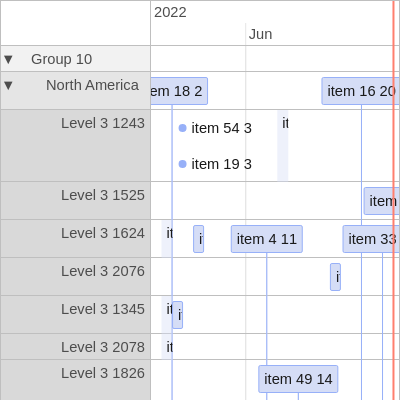 2022
Jun
▼ Group 10
▼ North America
em 18 2
item 16 20
Level 3 1243
item 54 3
it
item 19 3
Level 3 1525
item
Level 3 1624
it
i
item 4 11
item 33
Level 3 2076
i
Level 3 1345
it
i
Level 3 2078
it
Level 3 1826
item 49 14